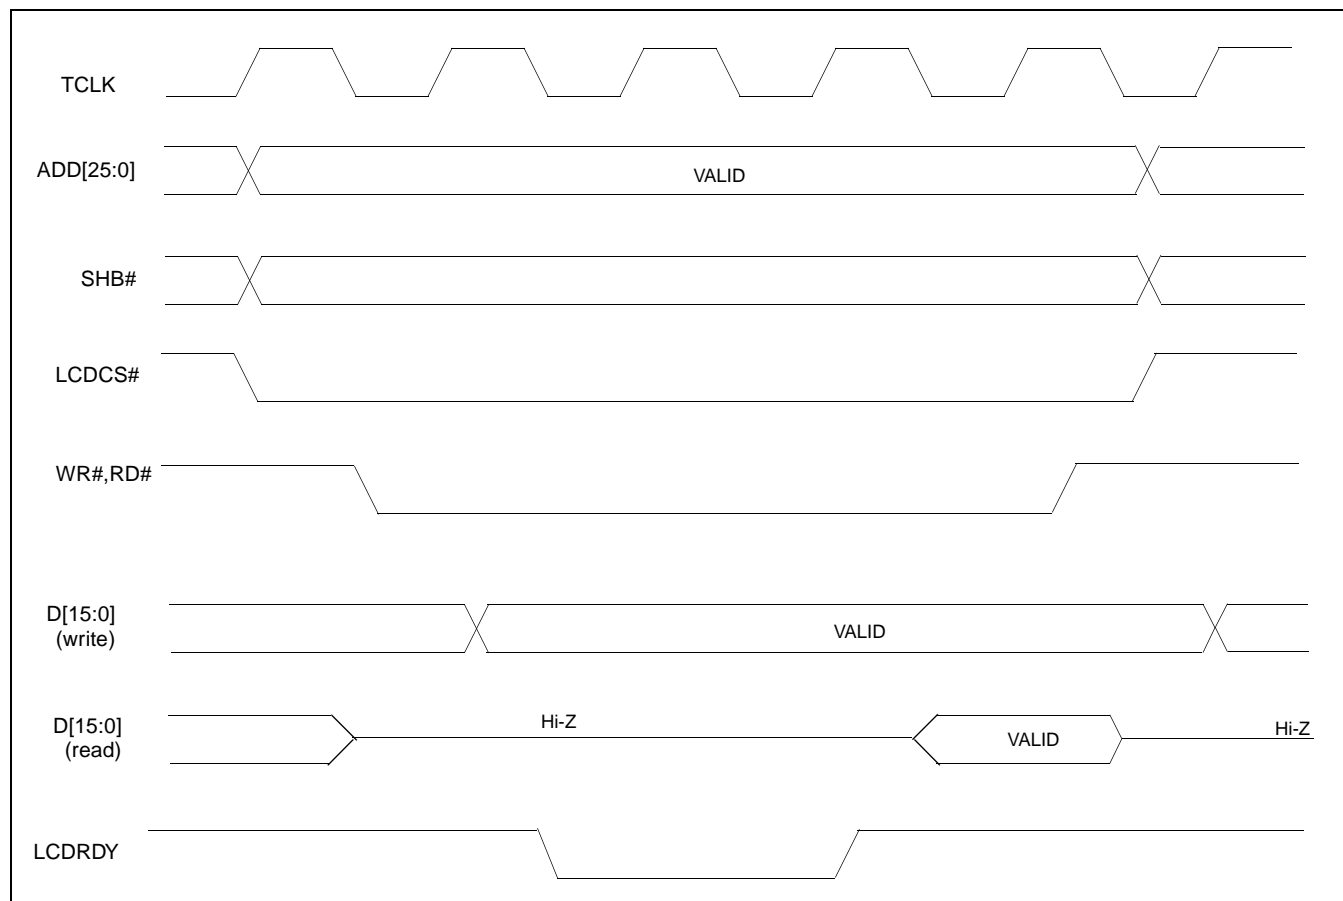 TCLK
ADD[25:0]
VALID
SHB#
LCDCS#
WR#,RD#
D[15:0]
(write)
VALID
D[15:0]
(read)
Hi-Z
VALID
Hi-Z
LCDRDY